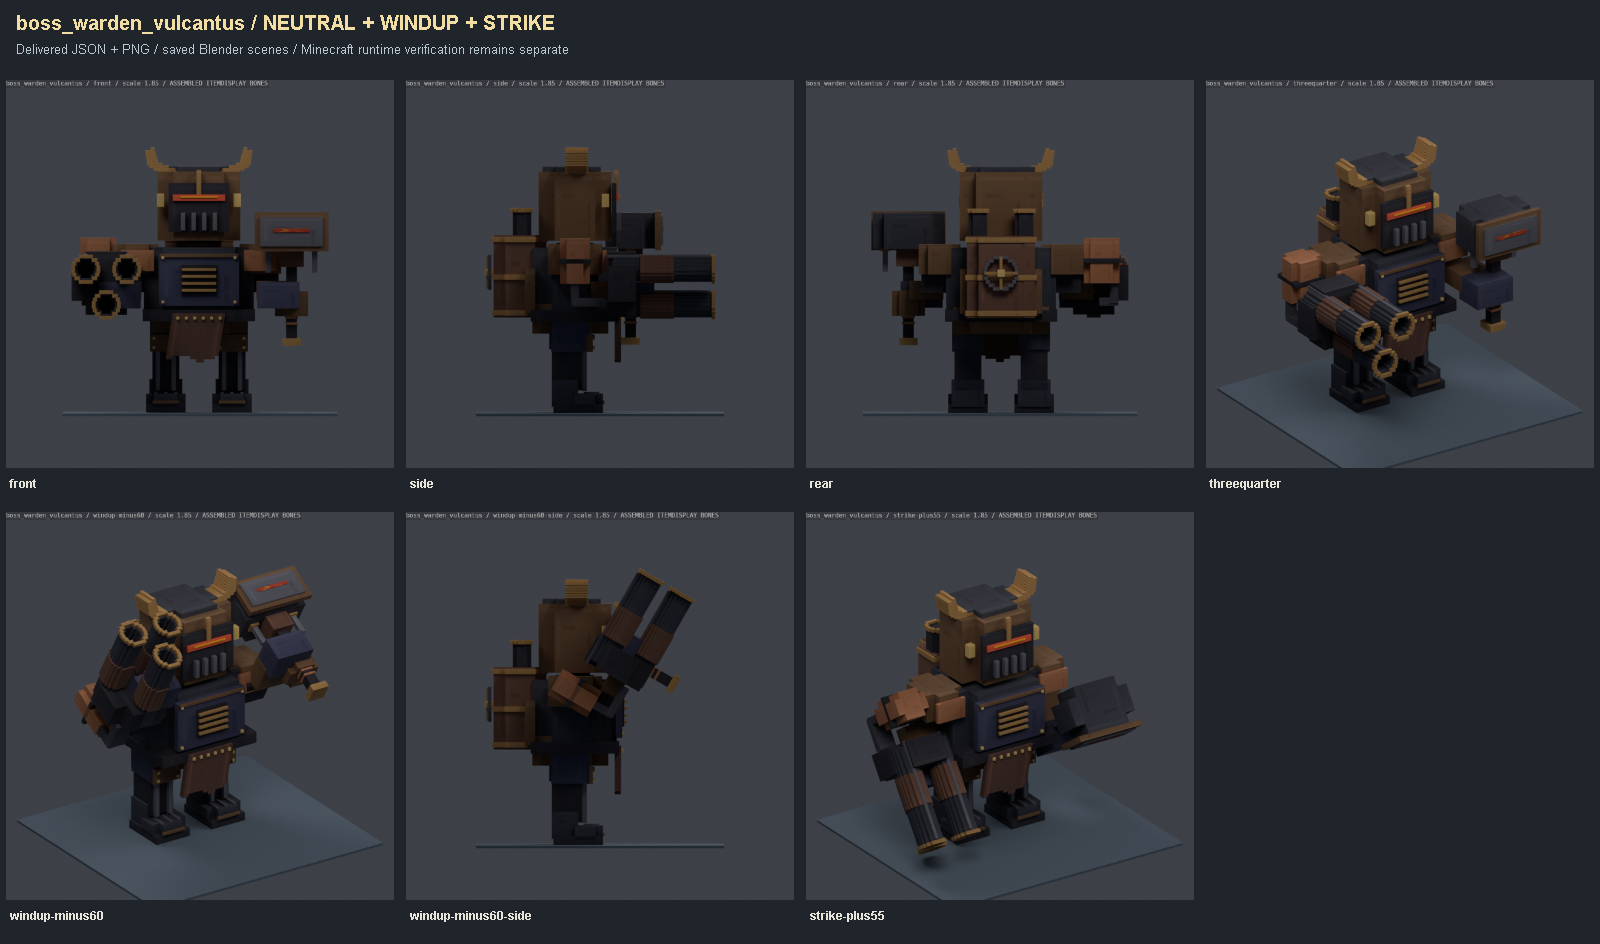 boss_warden_vulcantus / NEUTRAL + WINDUP + STRIKE
Delivered JSON + PNG / saved Blender scenes / Minecraft runtime verification remains separate
boss warden vulcantus / front / scale 1.85 / ASSEMBLED ITEMDISPLAY BONES
boss warden vulcantus / side / scale 1.85 / ASSEMBLED ITEMDISPLAY BONES
boss warden vulcantus / rear / scale 1.85 / ASSEMBLED ITEMDISPLAY BONES
boss warden vulcantus / threequarter / scale 1.85 / ASSEMBLED ITEMDISPLAY BONES
front
side
rear
threequarter
boss warden vulcantus / windup-minus60 / scale 1.85 / ASSEMBLED ITEMDISPLAY BONES
boss warden vulcantus / windup-minus60-side / scale 1.85 / ASSEMBLED ITEMDISPLAY BONES
boss warden vulcantus / strike-plus55 / scale 1.85 / ASSEMBLED ITEMDISPLAY BONES
windup-minus60
windup-minus60-side
strike-plus55